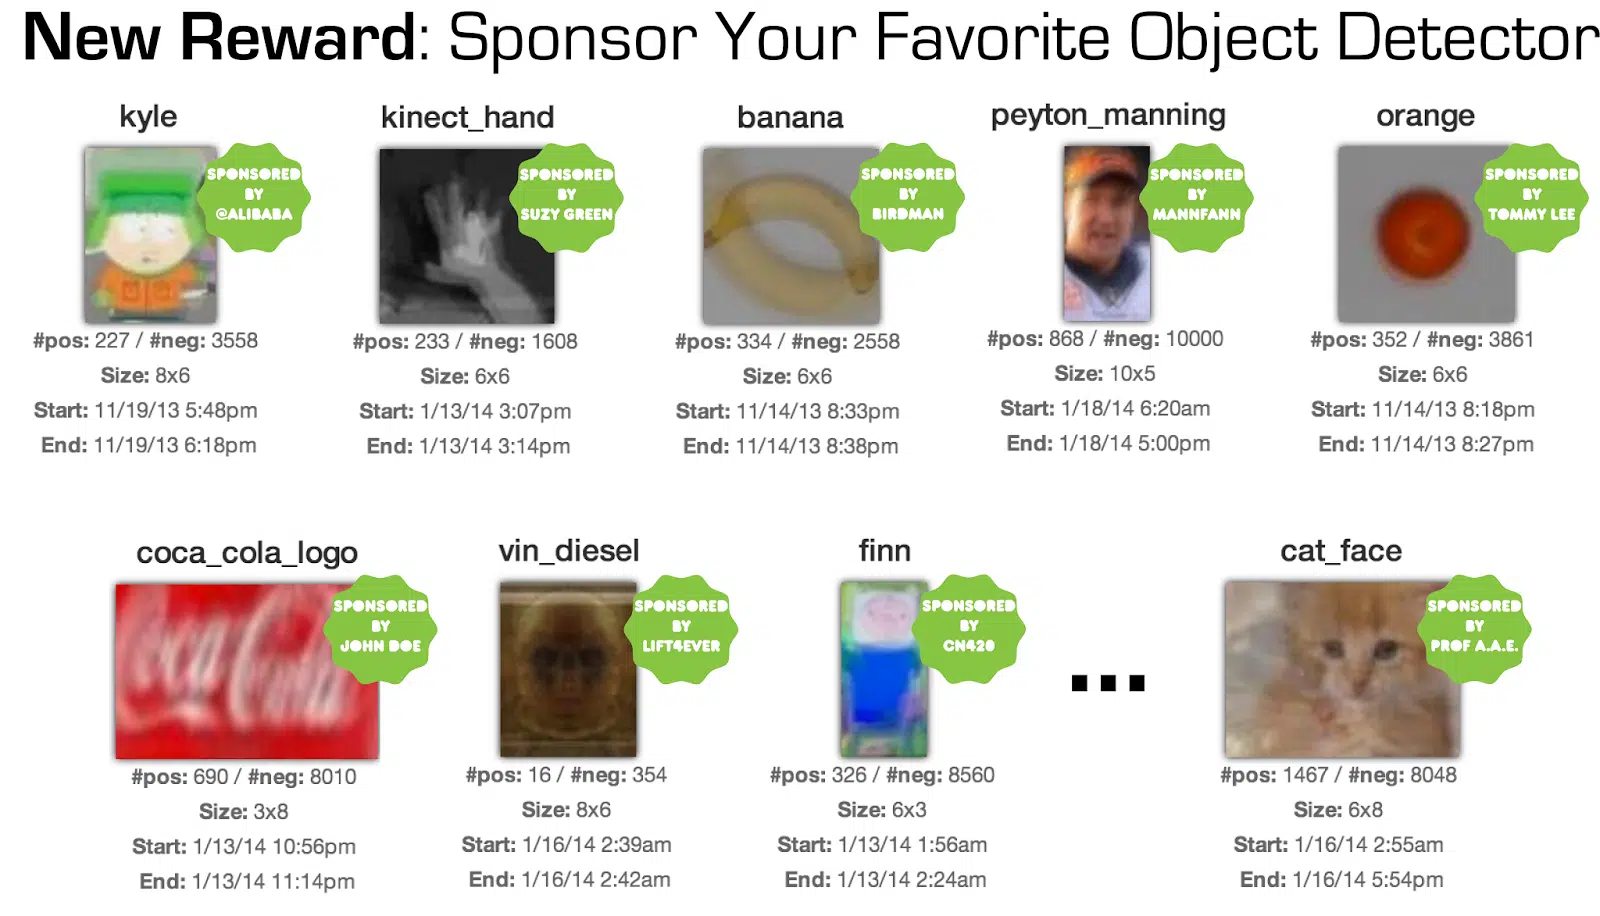 New Reward: Sponsor Your Favorite Object Detector
kyle
SPONSORED
BY
@ALIBABA
#pos: 227 / #neg: 3558
Size: 8x6
Start: 11/19/13 5:48pm
End: 11/19/13 6:18pm
kinect_hand
SPONSORED
BY
SUZY GREEN
#pos: 233 / #neg: 1608
Size: 6x6
Start: 1/13/14 3:07pm
End: 1/13/14 3:14pm
banana
SPONSORED
BY
BIRDMAN
#pos: 334 / #neg: 2558
Size: 6x6
Start: 11/14/13 8:33pm
End: 11/14/13 8:38pm
peyton_manning
SPONSORED
BY
MANNFANN
#pos: 868 / #neg: 10000
Size: 10x5
Start: 1/18/14 6:20am
End: 1/18/14 5:00pm
orange
SPONSORED
BY
TOMMY LEE
#pos: 352 / #neg: 3861
Size: 6x6
Start: 11/14/13 8:18pm
End: 11/14/13 8:27pm
coca_cola_logo
Coca Cola
SPONSORED
BY
JOHN DOE
#pos: 690 / #neg: 8010
Size: 3x8
Start: 1/13/14 10:56pm
End: 1/13/14 11:14pm
vin_diesel
SPONSORED
BY
LIFT4EVER
#pos: 16 / #neg: 354
Size: 8x6
Start: 1/16/14 2:39am
End: 1/16/14 2:42am
finn
SPONSORED
BY
CN420
#pos: 326 / #neg: 8560
Size: 6x3
Start: 1/13/14 1:56am
End: 1/13/14 2:24am
...
cat_face
SPONSORED
BY
PROF A.A.E.
#pos: 1467 / #neg: 8048
Size: 6x8
Start: 1/16/14 2:55am
End: 1/16/14 5:54pm